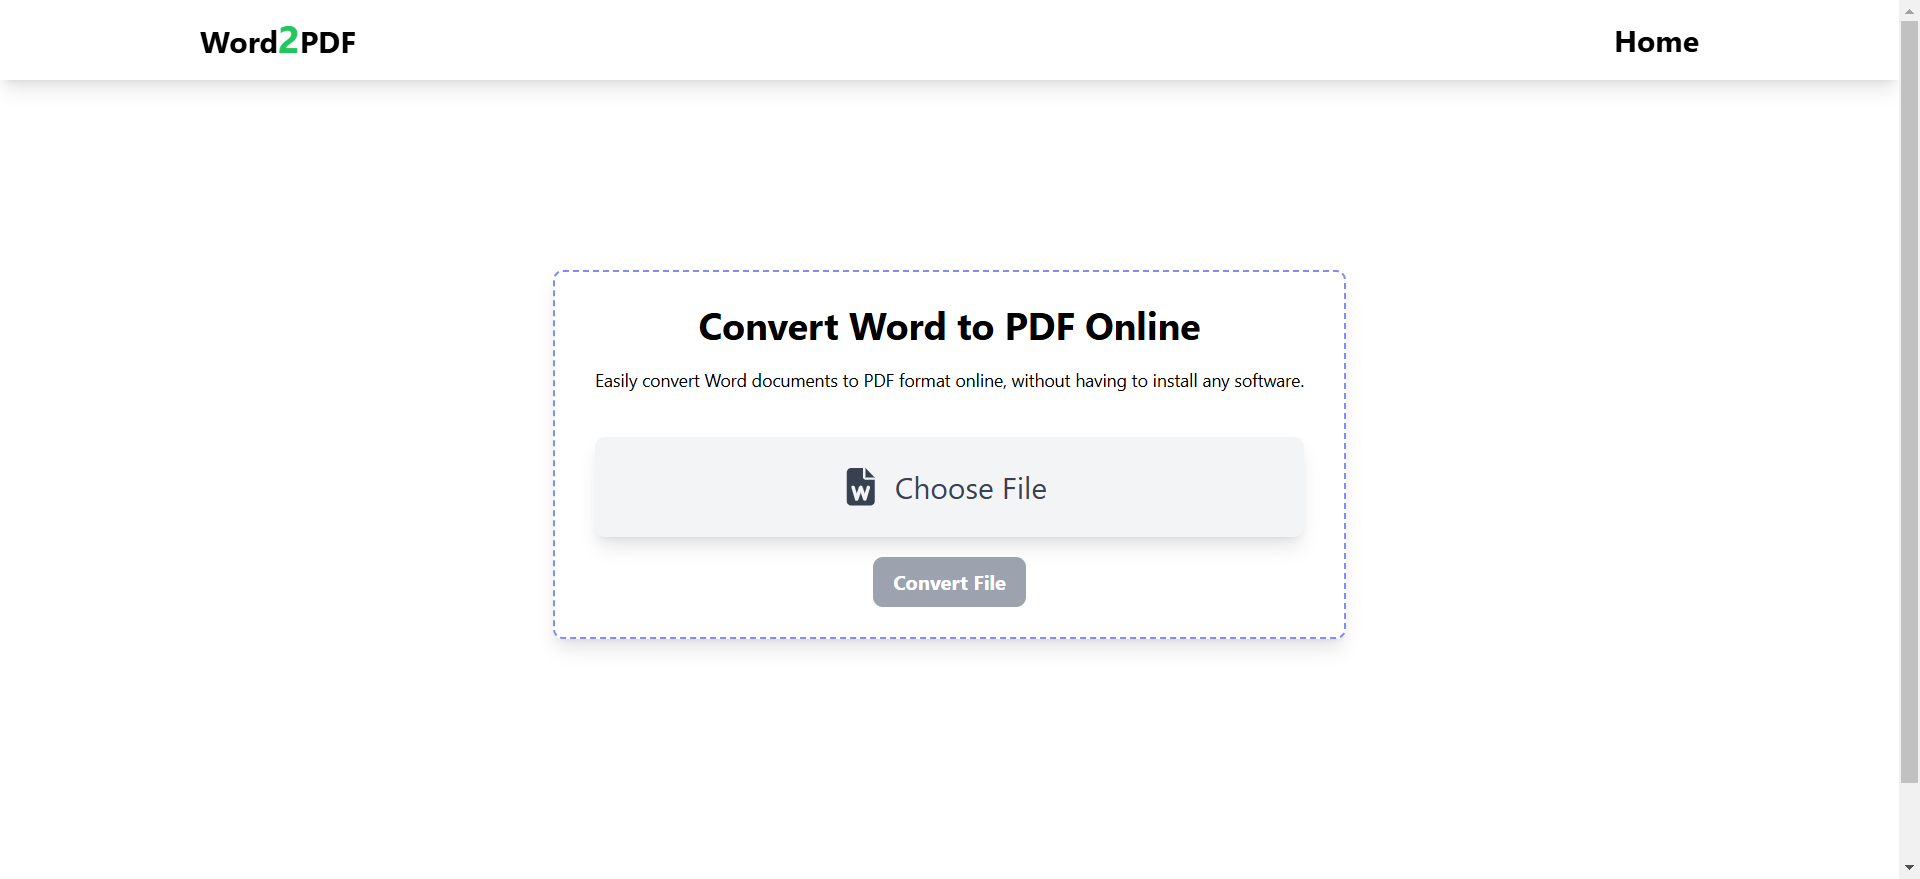 Word2PDF
Home
Convert Word to PDF Online
Easily convert Word documents to PDF format online, without having to install any software.
W Choose File
Convert File